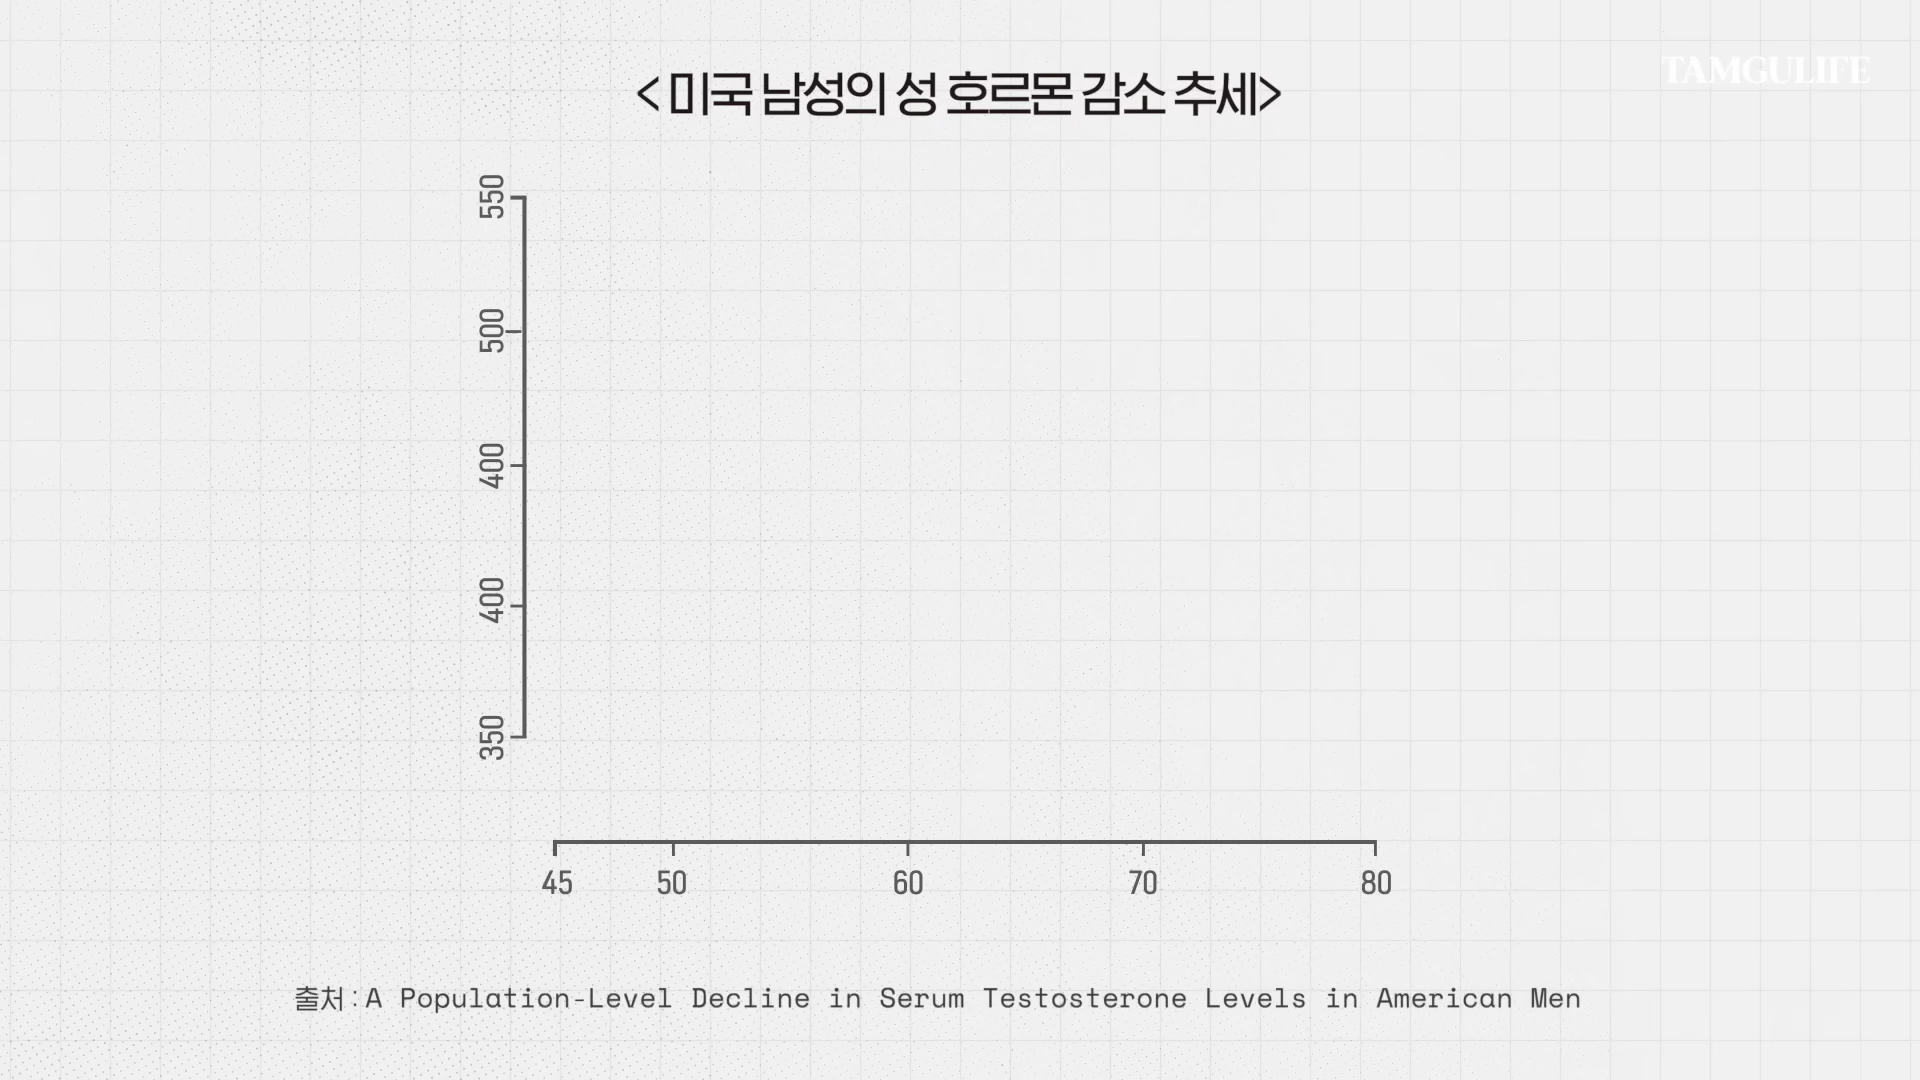 TAMGULIFE
<미국 남성의 성 호르몬 감소 추세>
550
500
400
400
350
45 50 60 70 80
출처:A Population-Level Decline in Serum Testosterone Levels in American Men